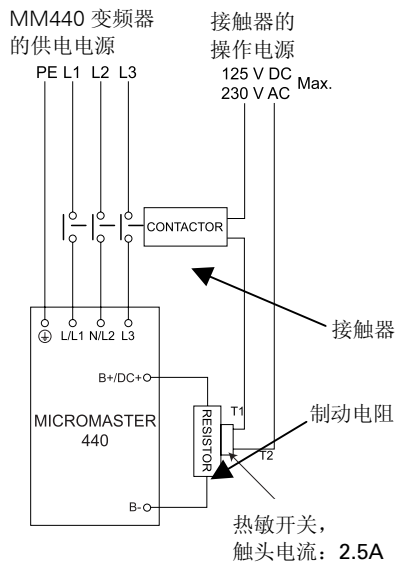 MM440 变频器
的供电电源
接触器的
操作电源
125 V DC
230 V AC
Max.
PE L1 L2 L3
CONTACTOR
接触器
L/L1 N/L2 L3
B+/DC+
MICROMASTER
440
RESISTOR
T1
制动电阻
T2
B-
热敏开关，
触头电流：2.5A